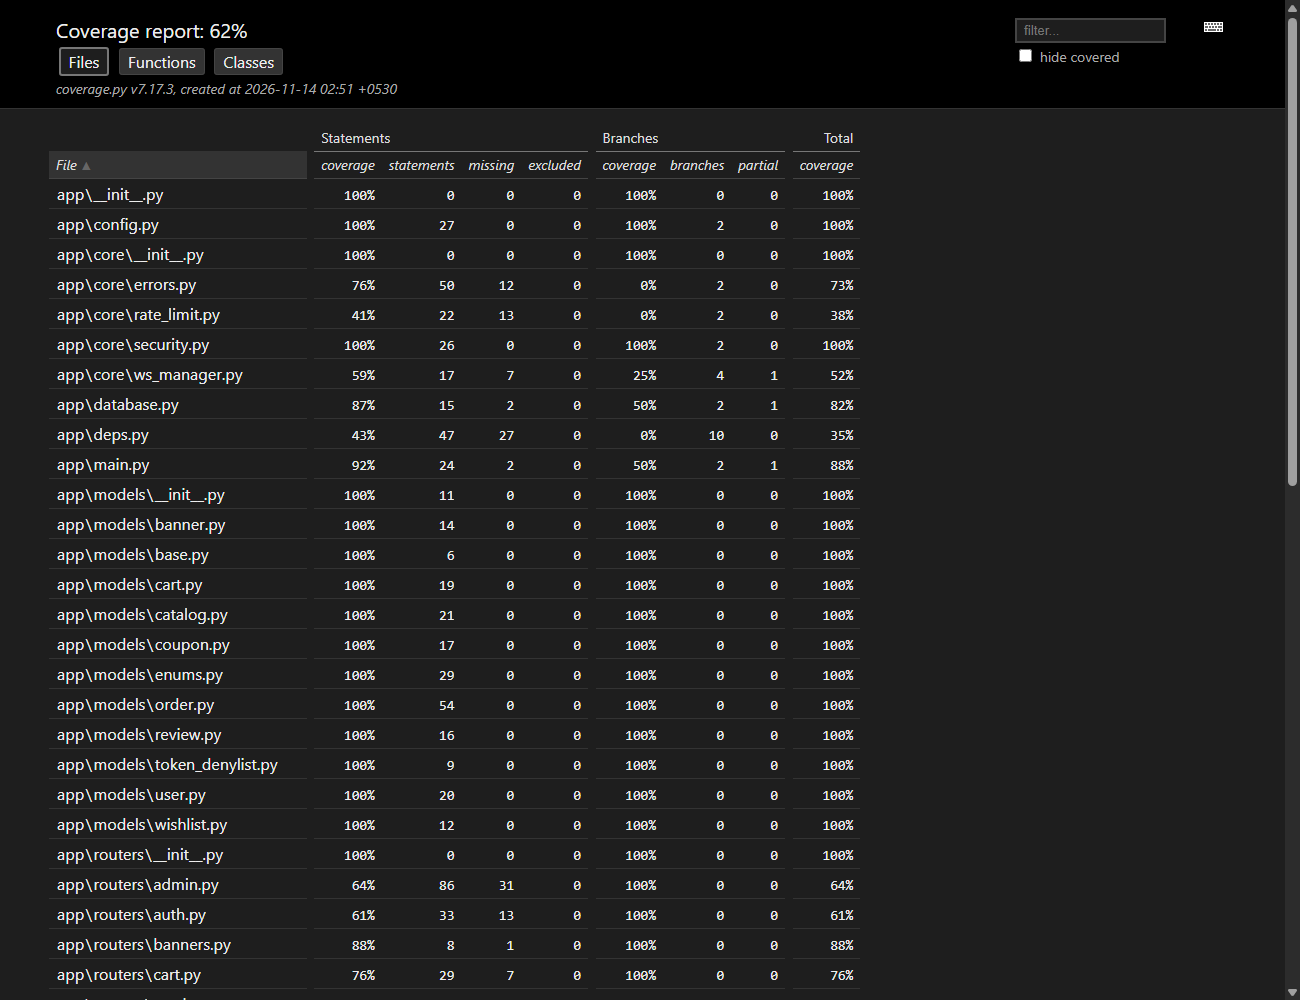 Coverage report: 62%
filter...
hide covered
Files Functions Classes
coverage.py v7.17.3, created at 2026-11-14 02:51 +0530
Statements Branches Total
File ▲ coverage statements missing excluded coverage branches partial coverage
app\__init__.py 100% 0 0 0 100% 0 0 100%
app\config.py 100% 27 0 0 100% 2 0 100%
app\core\__init__.py 100% 0 0 0 100% 0 0 100%
app\core\errors.py 76% 50 12 0 0% 2 0 73%
app\core\rate_limit.py 41% 22 13 0 0% 2 0 38%
app\core\security.py 100% 26 0 0 100% 2 0 100%
app\core\ws_manager.py 59% 17 7 0 25% 4 1 52%
app\database.py 87% 15 2 0 50% 2 1 82%
app\deps.py 43% 47 27 0 0% 10 0 35%
app\main.py 92% 24 2 0 50% 2 1 88%
app\models\__init__.py 100% 11 0 0 100% 0 0 100%
app\models\banner.py 100% 14 0 0 100% 0 0 100%
app\models\base.py 100% 6 0 0 100% 0 0 100%
app\models\cart.py 100% 19 0 0 100% 0 0 100%
app\models\catalog.py 100% 21 0 0 100% 0 0 100%
app\models\coupon.py 100% 17 0 0 100% 0 0 100%
app\models\enums.py 100% 29 0 0 100% 0 0 100%
app\models\order.py 100% 54 0 0 100% 0 0 100%
app\models\review.py 100% 16 0 0 100% 0 0 100%
app\models\token_denylist.py 100% 9 0 0 100% 0 0 100%
app\models\user.py 100% 20 0 0 100% 0 0 100%
app\models\wishlist.py 100% 12 0 0 100% 0 0 100%
app\routers\__init__.py 100% 0 0 0 100% 0 0 100%
app\routers\admin.py 64% 86 31 0 100% 0 0 64%
app\routers\auth.py 61% 33 13 0 100% 0 0 61%
app\routers\banners.py 88% 8 1 0 100% 0 0 88%
app\routers\cart.py 76% 29 7 0 100% 0 0 76%